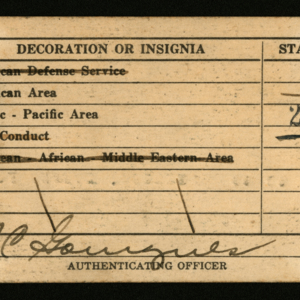 DECORATION OR INSIGNIA STA
can Defense Service
can Area
c - Pacific Area 2
Conduct
ean - African - Middle Eastern Area
AUTHENTICATING OFFICER